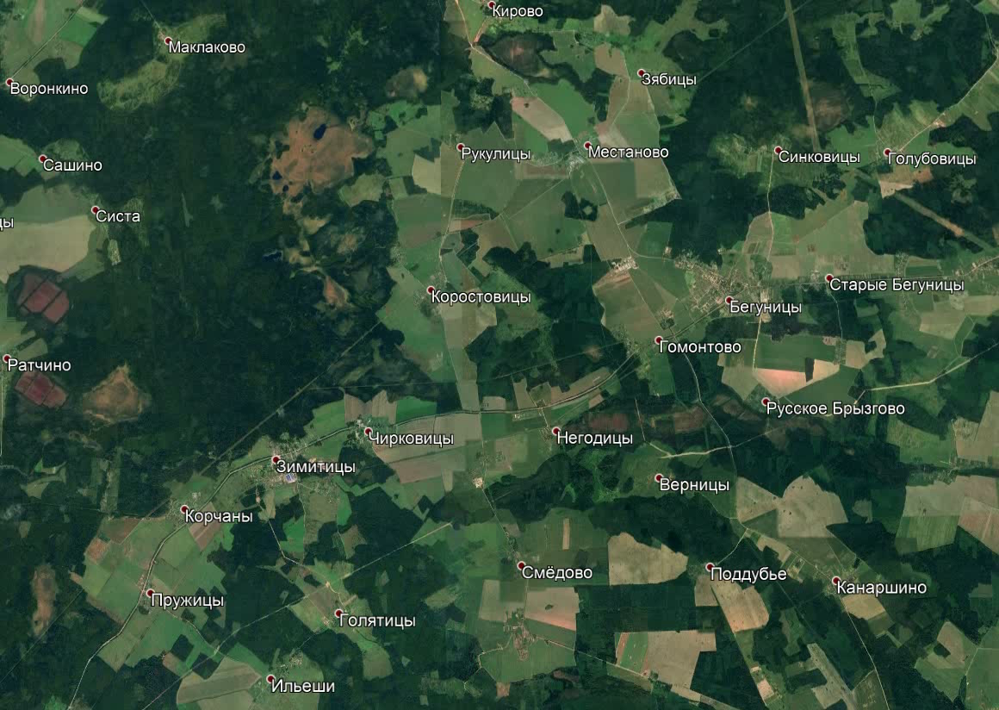 Кирово
Маклаково
Зябицы
Воронкино
Рукулицы
Местаново
Синковицы
Голубовицы
Сашино
Систа
цы
Старые Бегуницы
Коростовицы
Бегуницы
Гомонтово
Ратчино
Русское Брызгово
Чирковицы
Негодицы
Зимитицы
Верницы
Корчаны
Смёдово
Поддубье
Канаршино
Пружицы
Голятицы
Ильеши